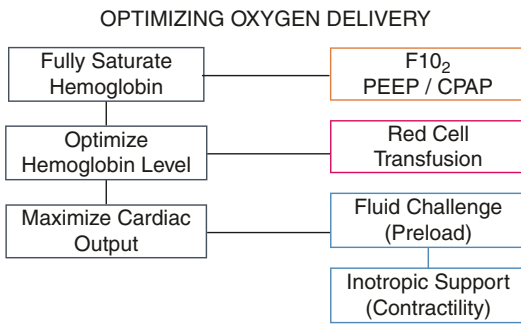 OPTIMIZING OXYGEN DELIVERY
Fully Saturate
Hemoglobin
F10₂
PEEP / CPAP
Optimize
Hemoglobin Level
Red Cell
Transfusion
Maximize Cardiac
Output
Fluid Challenge
(Preload)
Inotropic Support
(Contractility)